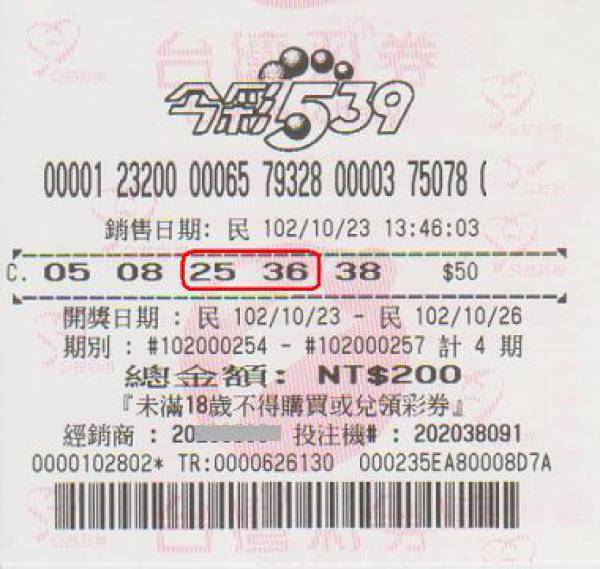 今彩539
00001 23200 00065 79328 00003 75078 (
銷售日期: 民 102/10/23 13:46:03
C. 05 08 25 36 38 $50
開獎日期 : 民 102/10/23 - 民 102/10/26
期別 : #102000254 - #102000257 計 4 期
總金額: NT$200
『未滿18歲不得購買或兌領彩券』
經銷商 : 20 投注機# : 202038091
0000102802* TR:0000626130 000235EA80008D7A